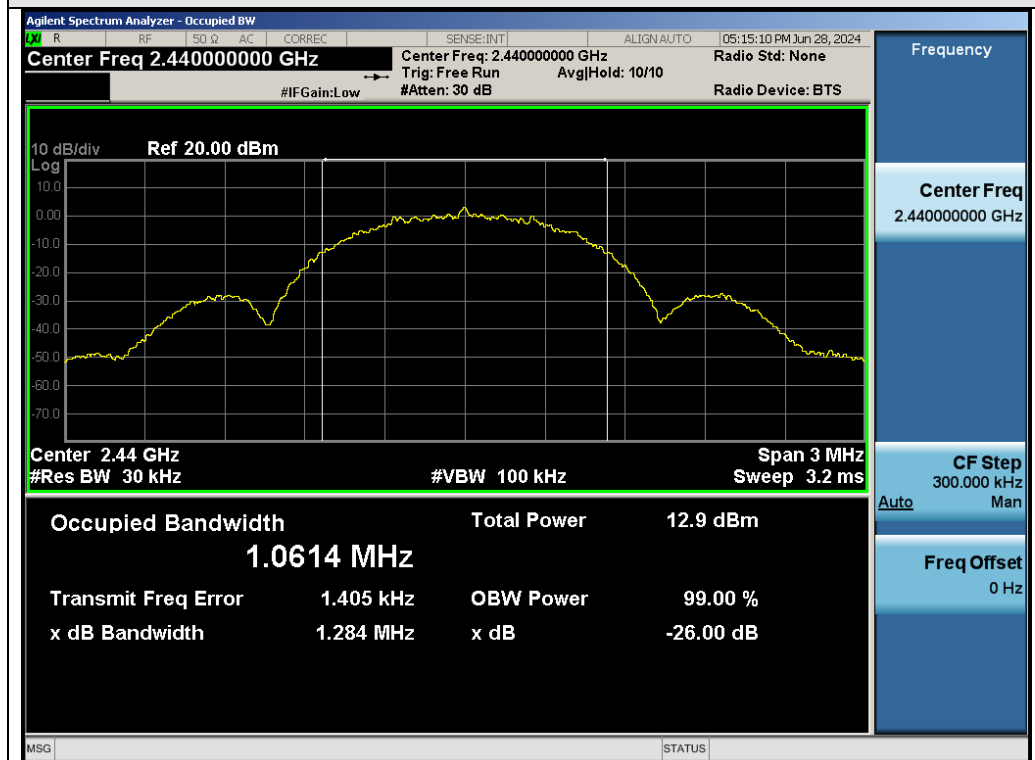 Agilent Spectrum Analyzer - Occupied BW
LXI R RF 50 Ω AC CORREC SENSE:INT ALIGN AUTO 05:15:10 PM Jun 28, 2024
Center Freq 2.440000000 GHz
Center Freq: 2.440000000 GHz Radio Std: None
Trig: Free Run Avg|Hold: 10/10
#IFGain:Low #Atten: 30 dB Radio Device: BTS
Frequency
10 dB/div Ref 20.00 dBm
Log
10.0
0.00
-10.0
-20.0
-30.0
-40.0
-50.0
-60.0
-70.0
Center 2.44 GHz Span 3 MHz
#Res BW 30 kHz #VBW 100 kHz Sweep 3.2 ms
Center Freq
2.440000000 GHz
CF Step
300.000 kHz
Auto Man
Freq Offset
0 Hz
Occupied Bandwidth Total Power 12.9 dBm
1.0614 MHz
Transmit Freq Error 1.405 kHz OBW Power 99.00 %
x dB Bandwidth 1.284 MHz x dB -26.00 dB
MSG STATUS